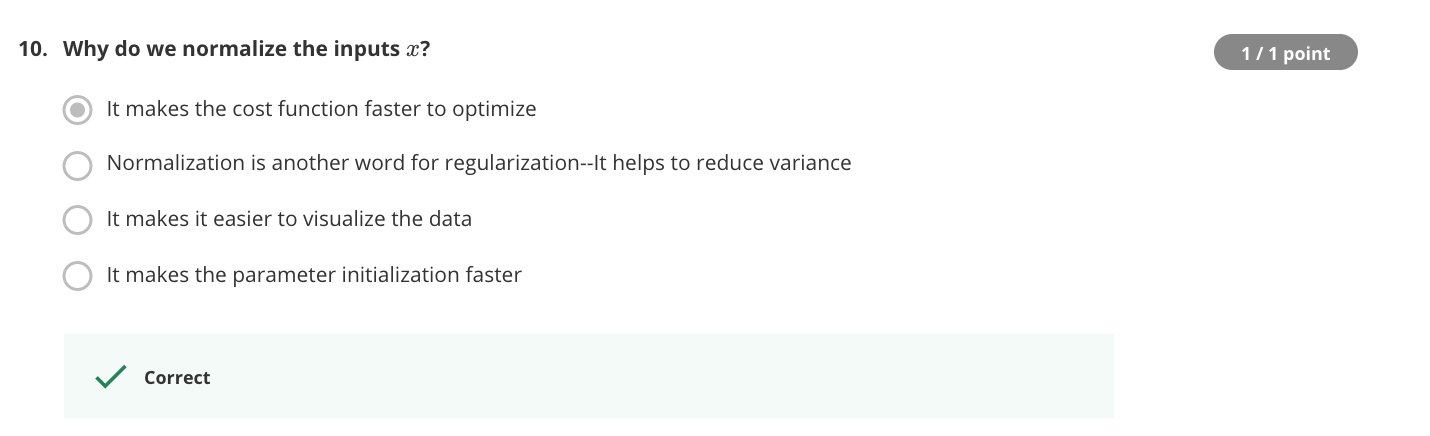 10. Why do we normalize the inputs x?
1 / 1 point
It makes the cost function faster to optimize
Normalization is another word for regularization--It helps to reduce variance
It makes it easier to visualize the data
It makes the parameter initialization faster
Correct